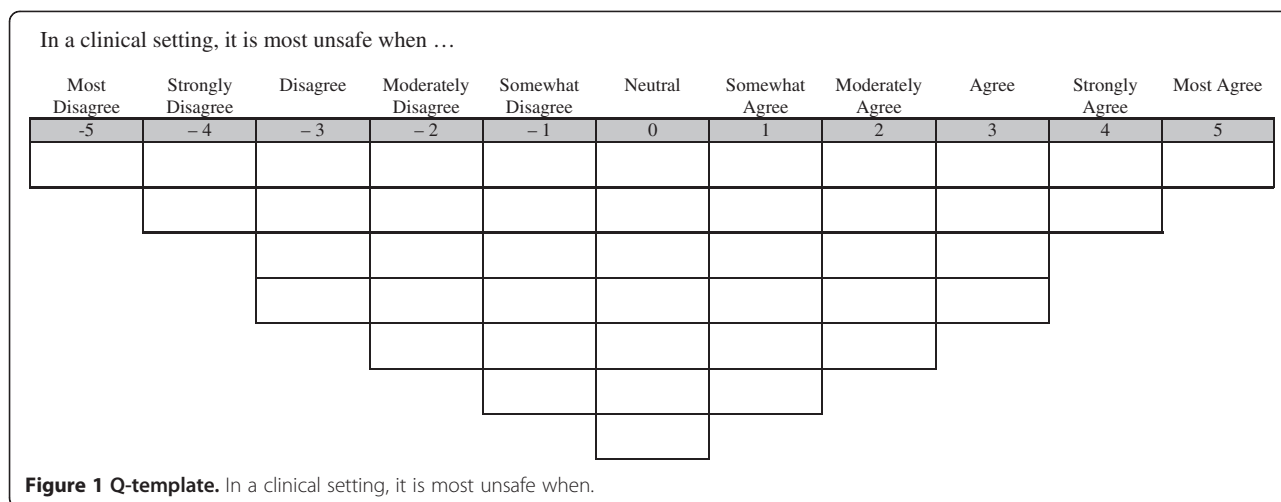 In a clinical setting, it is most unsafe when …
Most Disagree Strongly Disagree Disagree Moderately Disagree Somewhat Disagree Neutral Somewhat Agree Moderately Agree Agree Strongly Agree Most Agree
-5 – 4 – 3 – 2 – 1 0 1 2 3 4 5
Figure 1 Q-template. In a clinical setting, it is most unsafe when.